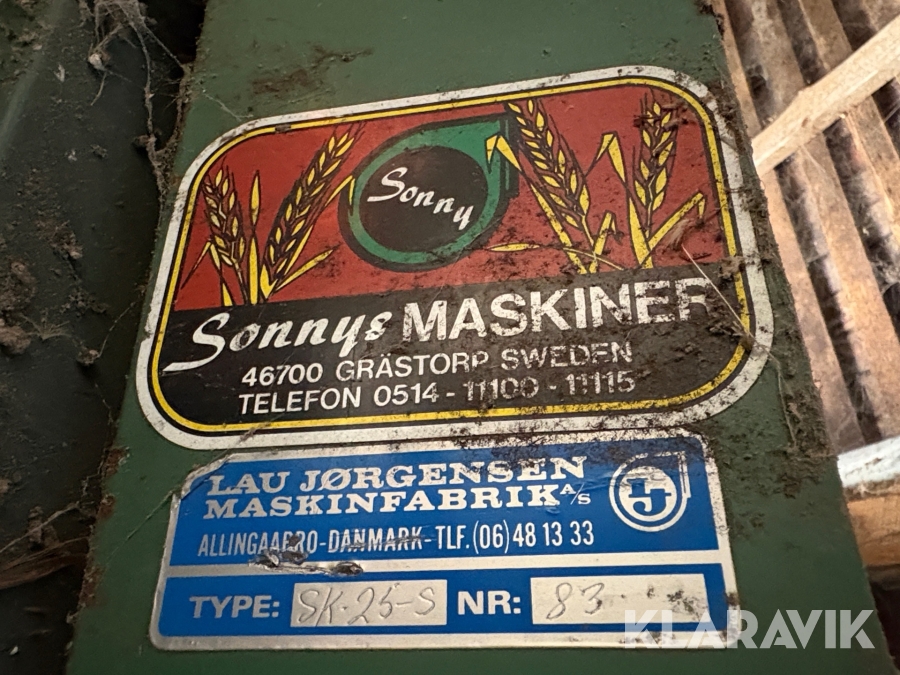 Sonny
Sonnys MASKINER
46700 GRÄSTORP SWEDEN
TELEFON 0514 - 11100 - 11115
LAU JØRGENSEN
MASKINFABRIK A/S
LJ
ALLINGAABRO-DANMARK-TLF. (06) 48 13 33
TYPE: SK-25-S NR: 83
KLARAVIK